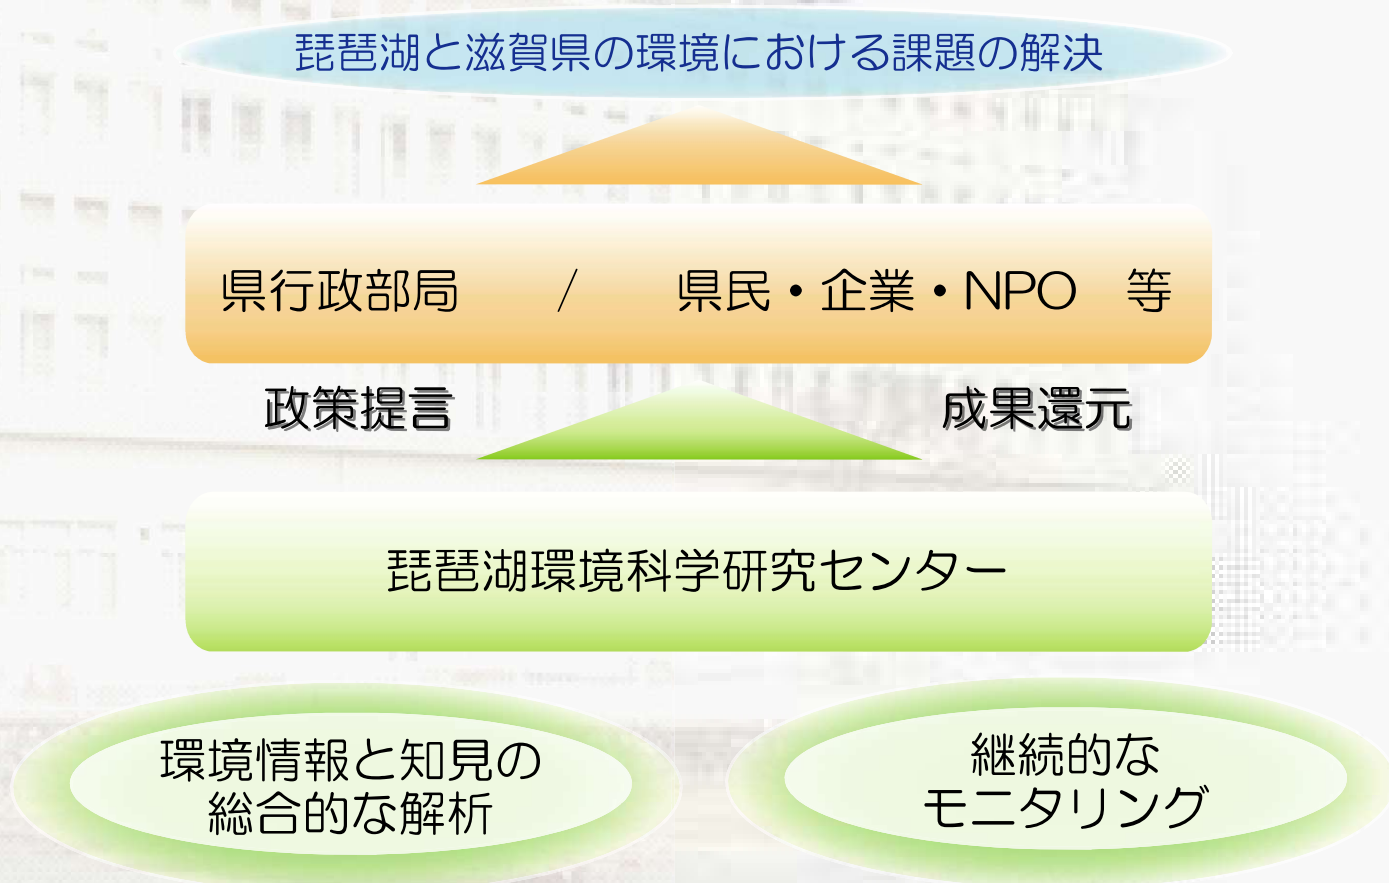 琵琶湖と滋賀県の環境における課題の解決
県行政部局　/　県民・企業・NPO　等
政策提言　成果還元
琵琶湖環境科学研究センター
環境情報と知見の
総合的な解析
継続的な
モニタリング